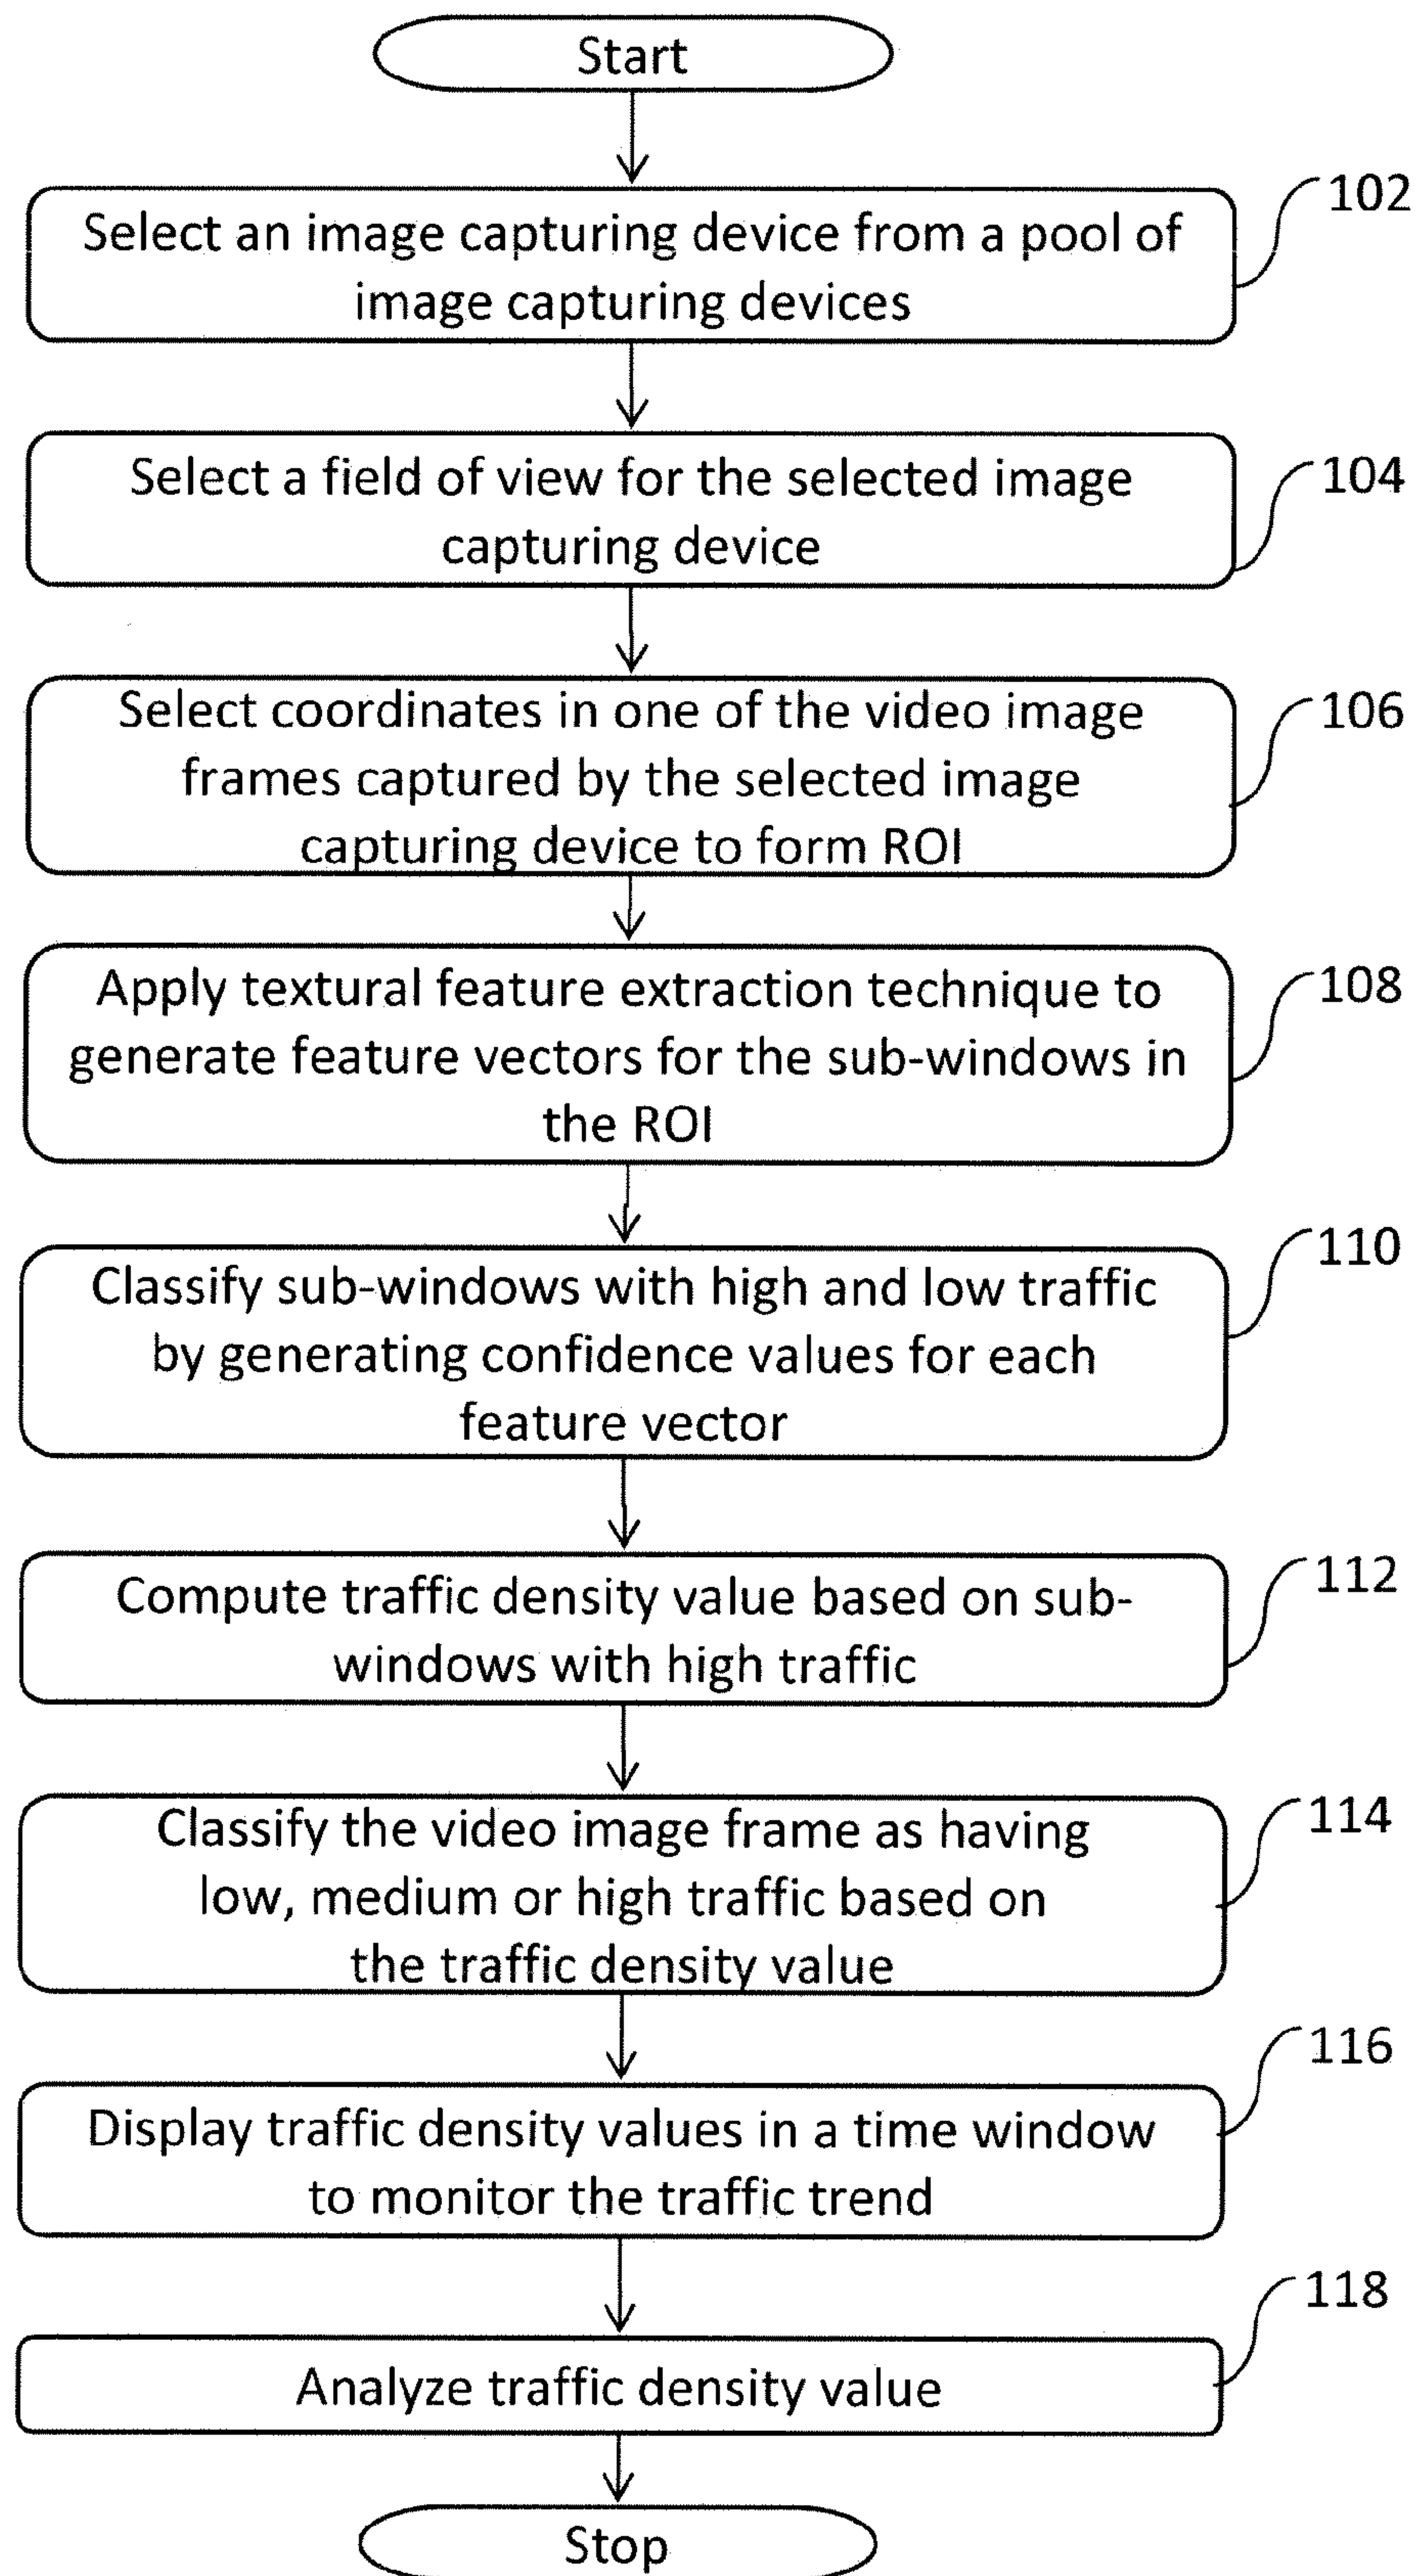 Start
102
Select an image capturing device from a pool of
image capturing devices
104
Select a field of view for the selected image
capturing device
106
Select coordinates in one of the video image
frames captured by the selected image
capturing device to form ROI
108
Apply textural feature extraction technique to
generate feature vectors for the sub-windows in
the ROI
110
Classify sub-windows with high and low traffic
by generating confidence values for each
feature vector
112
Compute traffic density value based on sub-
windows with high traffic
114
Classify the video image frame as having
low, medium or high traffic based on
the traffic density value
116
Display traffic density values in a time window
to monitor the traffic trend
118
Analyze traffic density value
Stop